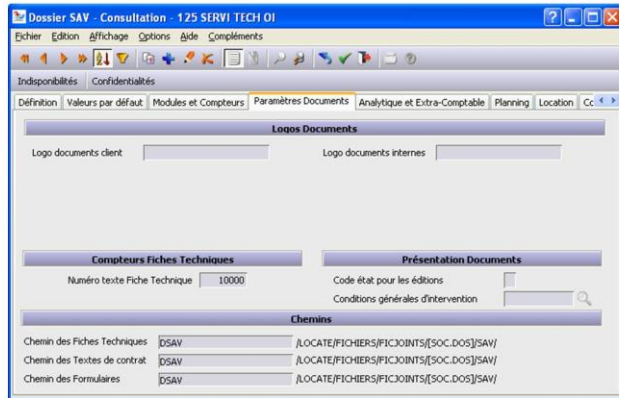 Dossier SAV - Consultation - 125 SERVI TECH OI
Fichier Edition Affichage Options Aide Compléments
Indisponibilités Confidentialités
Définition Valeurs par défaut Modules et Compteurs Paramètres Documents Analytique et Extra-Comptable Planning Location Co
Logos Documents
Logo documents client Logo documents internes
Compteurs Fiches Techniques Présentation Documents
Numéro texte Fiche Technique 10000 Code état pour les éditions
Conditions générales d'intervention
Chemins
Chemin des Fiches Techniques DSAV /LOCATE/FICHIERS/FICJOINTS/[SOC.DOS]/SAV/
Chemin des Textes de contrat DSAV /LOCATE/FICHIERS/FICJOINTS/[SOC.DOS]/SAV/
Chemin des Formulaires DSAV /LOCATE/FICHIERS/FICJOINTS/[SOC.DOS]/SAV/